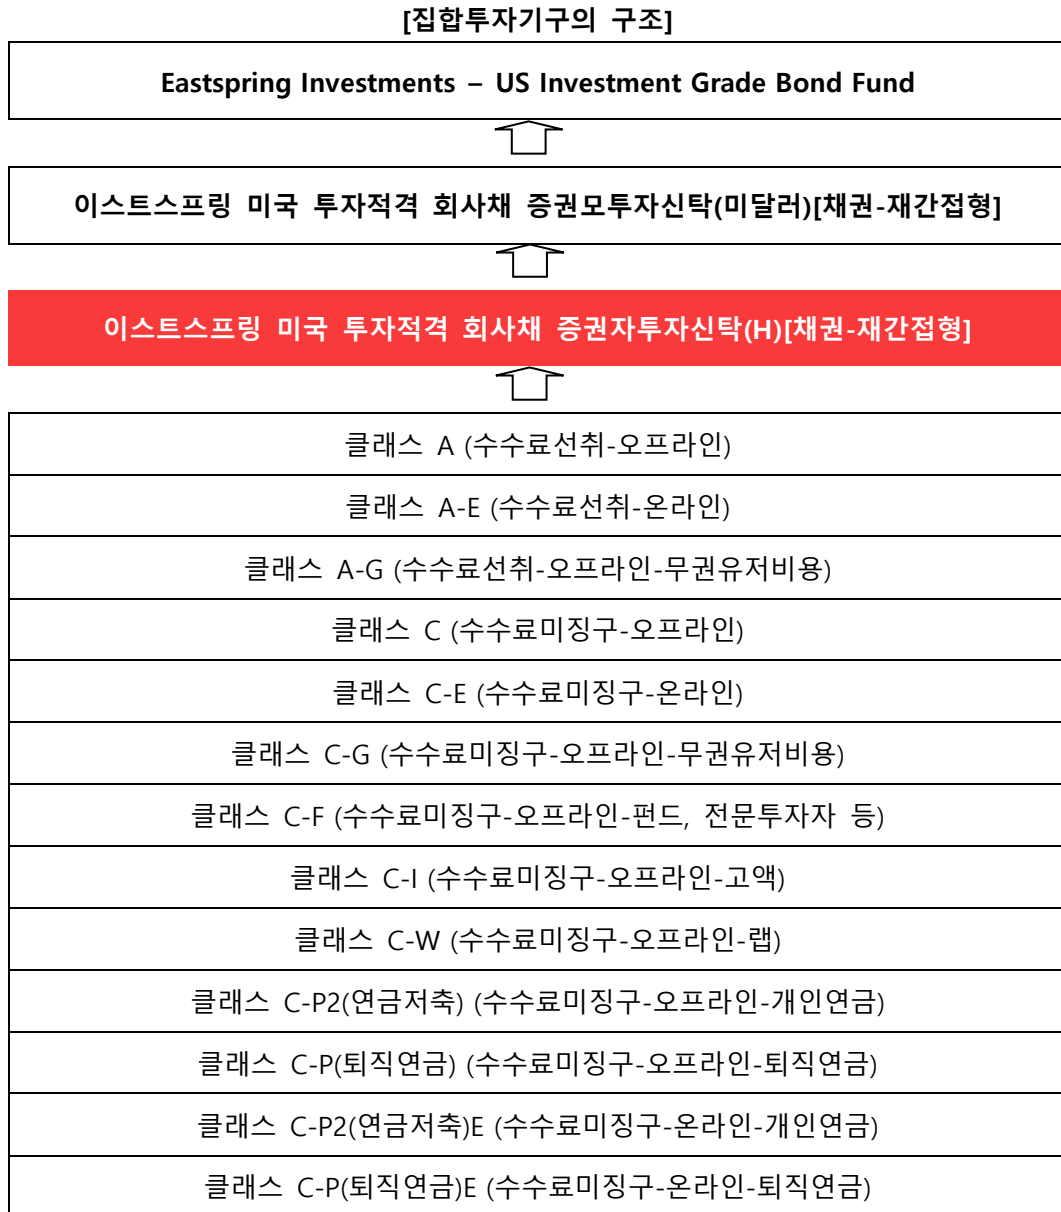 [집합투자기구의 구조]
Eastspring Investments – US Investment Grade Bond Fund
이스트스프링 미국 투자적격 회사채 증권모투자신탁(미달러)[채권-재간접형]
이스트스프링 미국 투자적격 회사채 증권자투자신탁(H)[채권-재간접형]
클래스 A (수수료선취-오프라인)
클래스 A-E (수수료선취-온라인)
클래스 A-G (수수료선취-오프라인-무권유저비용)
클래스 C (수수료미징구-오프라인)
클래스 C-E (수수료미징구-온라인)
클래스 C-G (수수료미징구-오프라인-무권유저비용)
클래스 C-F (수수료미징구-오프라인-펀드, 전문투자자 등)
클래스 C-I (수수료미징구-오프라인-고액)
클래스 C-W (수수료미징구-오프라인-랩)
클래스 C-P2(연금저축) (수수료미징구-오프라인-개인연금)
클래스 C-P(퇴직연금) (수수료미징구-오프라인-퇴직연금)
클래스 C-P2(연금저축)E (수수료미징구-온라인-개인연금)
클래스 C-P(퇴직연금)E (수수료미징구-온라인-퇴직연금)